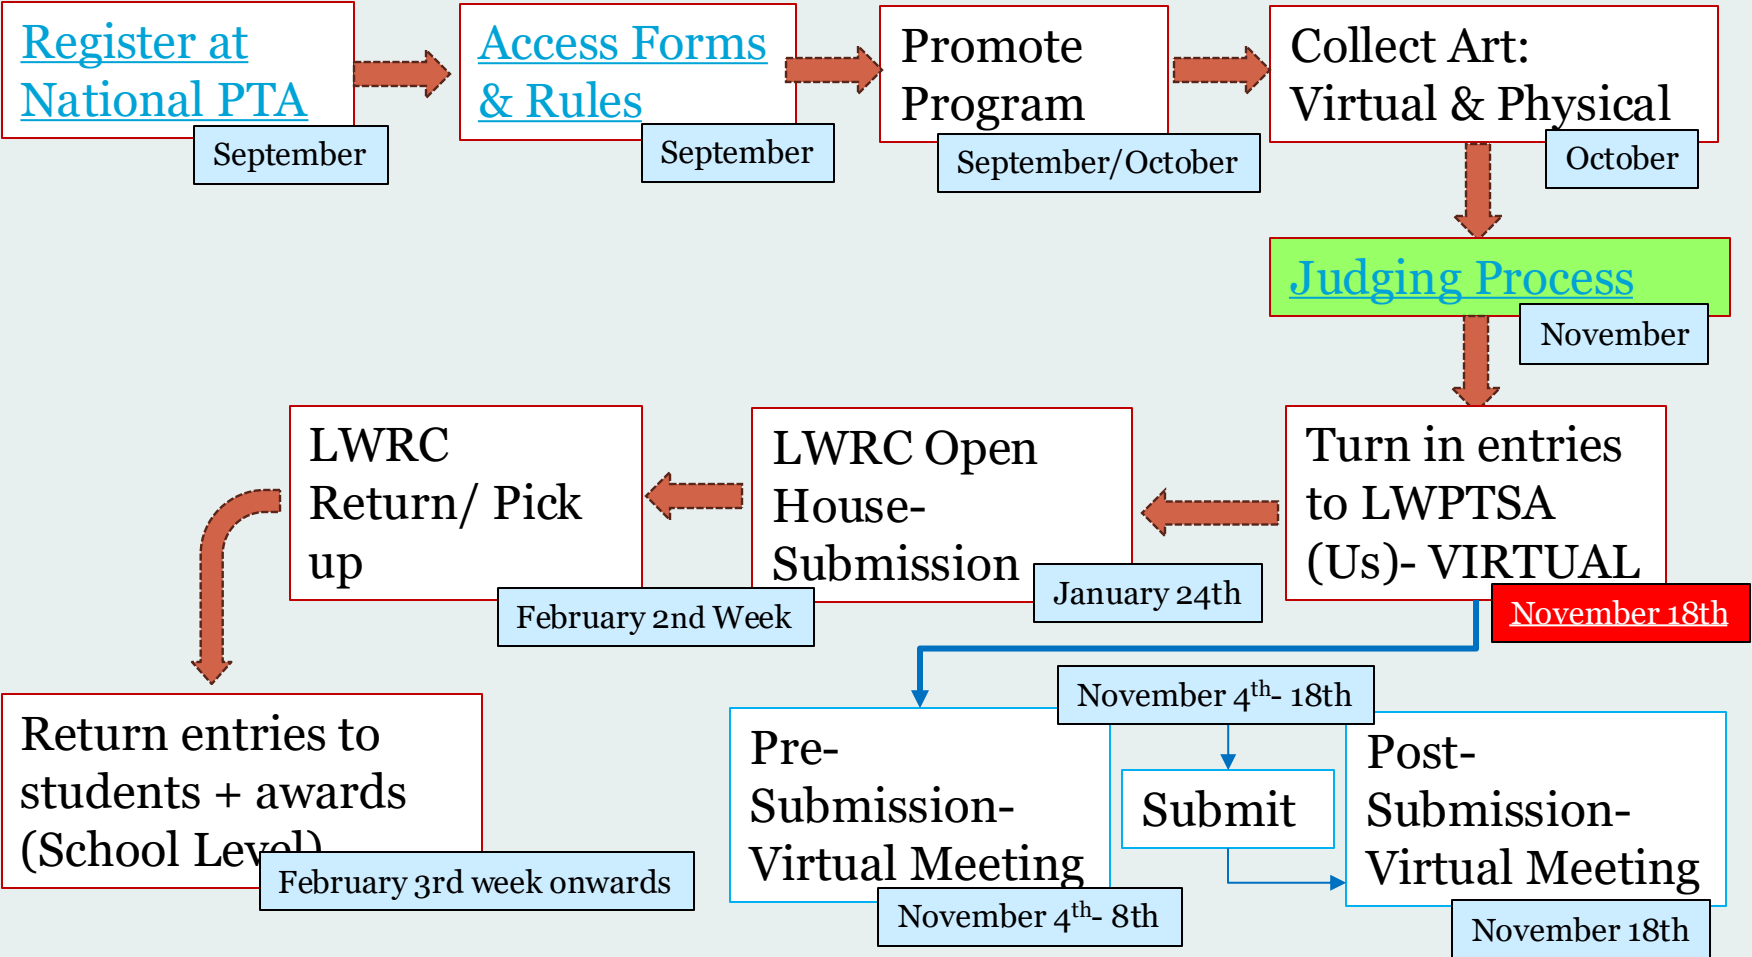 Register at
National PTA
September
Access Forms
& Rules
September
Promote
Program
September/October
Collect Art:
Virtual & Physical
October
Judging Process
November
Turn in entries
to LWPTSA
(Us)- VIRTUAL
November 18th
LWRC Open
House-
Submission
January 24th
LWRC
Return/ Pick
up
February 2nd Week
Return entries to
students + awards
(School Level)
February 3rd week onwards
Pre-
Submission-
Virtual Meeting
November 4th- 8th
November 4th- 18th
Submit
Post-
Submission-
Virtual Meeting
November 18th